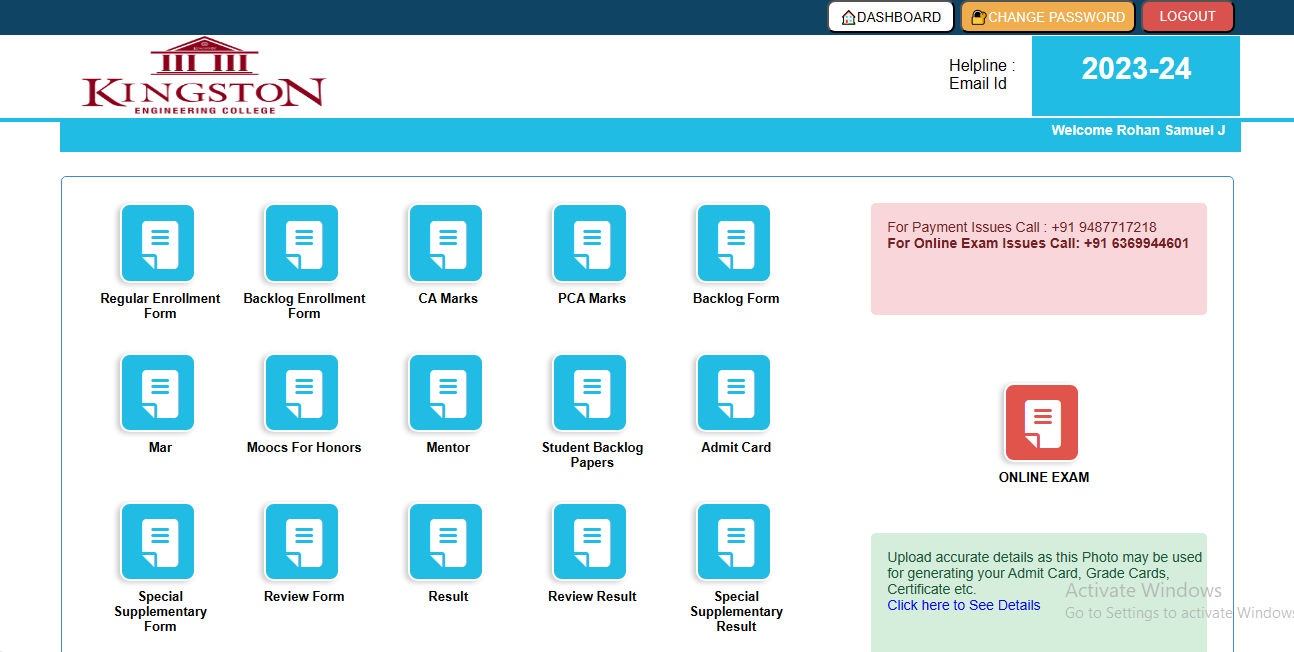 DASHBOARD
CHANGE PASSWORD
LOGOUT
KINGSTON
ENGINEERING COLLEGE
Helpline :
Email Id
2023-24
Welcome Rohan Samuel J
Regular Enrollment
Form
Backlog Enrollment
Form
CA Marks
PCA Marks
Backlog Form
For Payment Issues Call : +91 9487717218
For Online Exam Issues Call: +91 6369944601
Mar
Moocs For Honors
Mentor
Student Backlog
Papers
Admit Card
ONLINE EXAM
Special
Supplementary
Form
Review Form
Result
Review Result
Special
Supplementary
Result
Upload accurate details as this Photo may be used
for generating your Admit Card, Grade Cards,
Certificate etc.
Click here to See Details
Activate Windows
Go to Settings to activate Windows